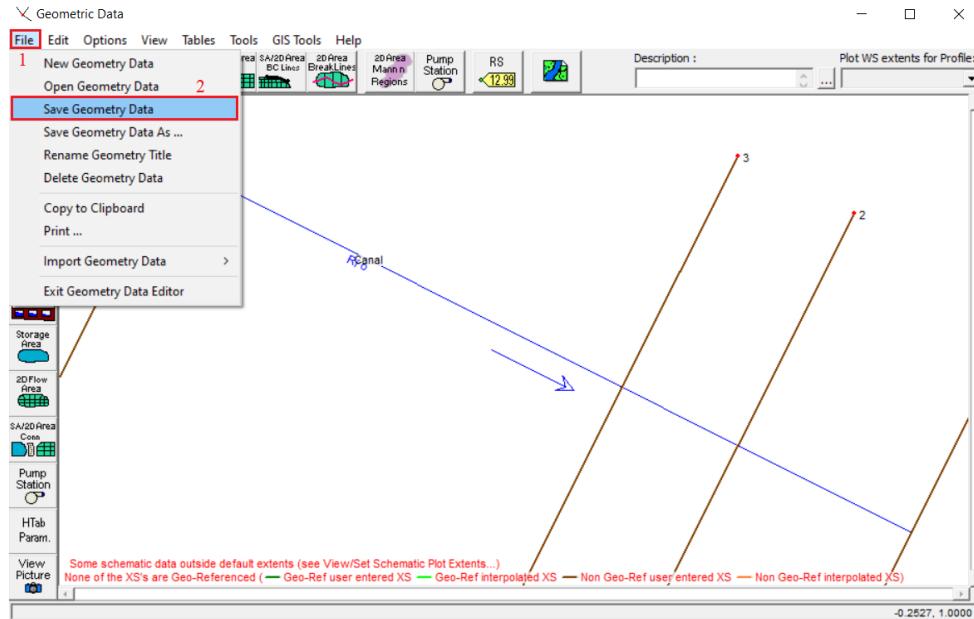 Geometric Data
File Edit Options View Tables Tools GIS Tools Help
1
New Geometry Data
Open Geometry Data
2
Save Geometry Data
Save Geometry Data As ...
Rename Geometry Title
Delete Geometry Data
Copy to Clipboard
Print ...
Import Geometry Data
Exit Geometry Data Editor
rea
SA/2D Area
BC Lines
2D Area
BreakLines
2D Area
Mann n
Regions
Pump
Station
RS
12.99
Description :
...
Plot WS extents for Profile:
3
2
Canal
Storage
Area
2D Flow
Area
SA/2D Area
Conn
Pump
Station
HTab
Param.
View
Picture
Some schematic data outside default extents (see View/Set Schematic Plot Extents...)
None of the XS's are Geo-Referenced ( Geo-Ref user entered XS Geo-Ref interpolated XS Non Geo-Ref user entered XS Non Geo-Ref interpolated XS)
-0.2527, 1.0000